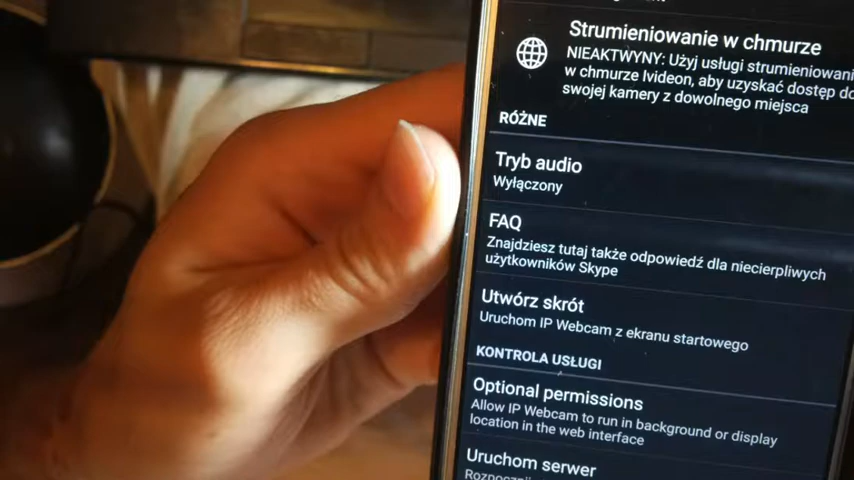 Strumieniowanie w chmurze
NIEAKTWYNY: Użyj usługi strumieniowani
w chmurze Ivideon, aby uzyskać dostęp do
swojej kamery z dowolnego miejsca
RÓŻNE
Tryb audio
Wyłączony
FAQ
Znajdziesz tutaj także odpowiedź dla niecierpliwych
użytkowników Skype
Utwórz skrót
Uruchom IP Webcam z ekranu startowego
KONTROLA USŁUGI
Optional permissions
Allow IP Webcam to run in background or display
location in the web interface
Uruchom serwer